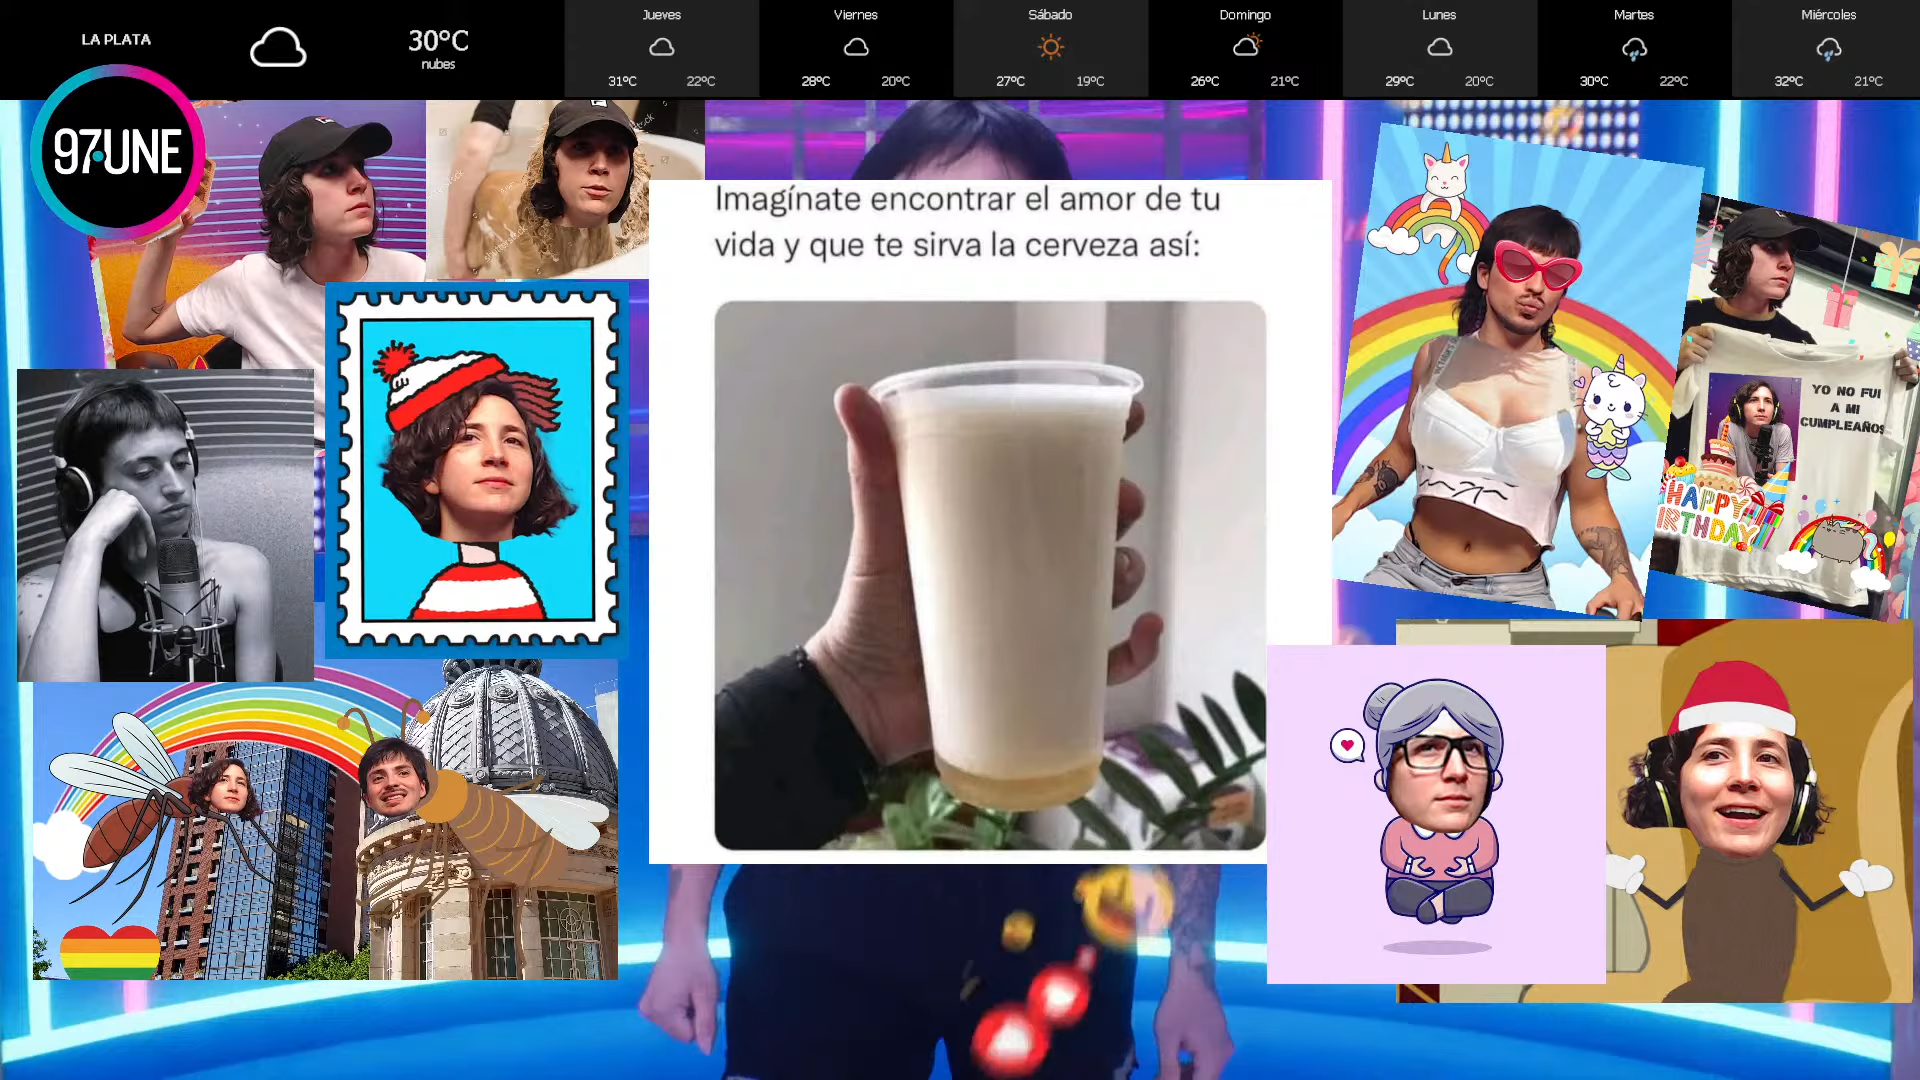 LA PLATA
30°C
nubes
Jueves
31°C 22°C
Viernes
28°C 20°C
Sábado
27°C 19°C
Domingo
26°C 21°C
Lunes
29°C 20°C
Martes
30°C 22°C
Miércoles
32°C 21°C
97.UNE
Imagínate encontrar el amor de tu
vida y que te sirva la cerveza así:
YO NO FUI
A MI
CUMPLEAÑOS
HAPPY
BIRTHDAY